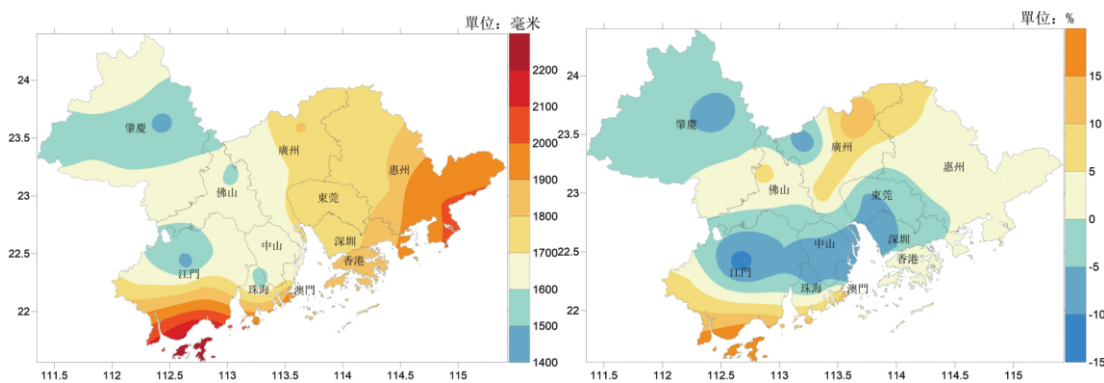 單位：毫米
2200
2100
2000
1900
1800
1700
1600
1500
1400
24
23.5
23
22.5
22
111.5 112 112.5 113 113.5 114 114.5 115
肇慶
廣州
惠州
佛山
東莞
中山
深圳
江門
香港
珠海
澳門
單位：%
15
10
5
0
-5
-10
-15
24
23.5
23
22.5
22
111.5 112 112.5 113 113.5 114 114.5 115
肇慶
廣州
惠州
佛山
東莞
中山
深圳
江門
香港
珠海
澳門